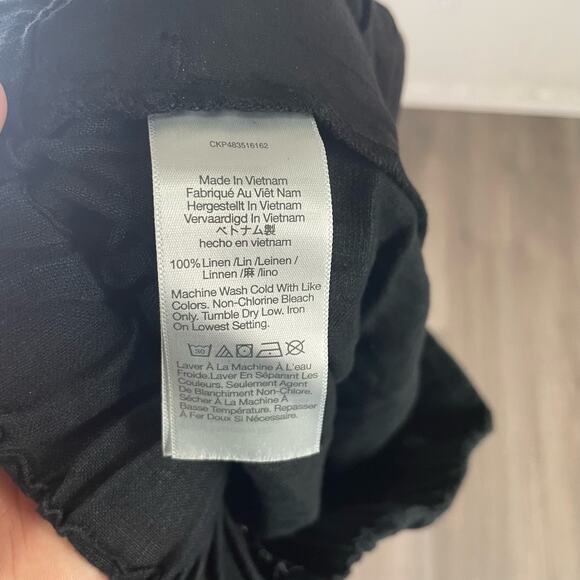 CKP483516162
Made In Vietnam
Fabriqué Au Viêt Nam
Hergestellt In Vietnam
Vervaardigd In Vietnam
ベトナム製
hecho en vietnam
100% Linen /Lin /Leinen /
Linnen /麻 /lino
Machine Wash Cold With Like
Colors. Non-Chlorine Bleach
Only. Tumble Dry Low. Iron
On Lowest Setting.
30
Laver À La Machine À L'eau
Froide.Laver En Séparant Les
Couleurs. Seulement Agent
De Blanchiment Non-Chlore.
Sécher À La Machine À
Basse Température. Repasser
À Fer Doux Si Nécessaire.